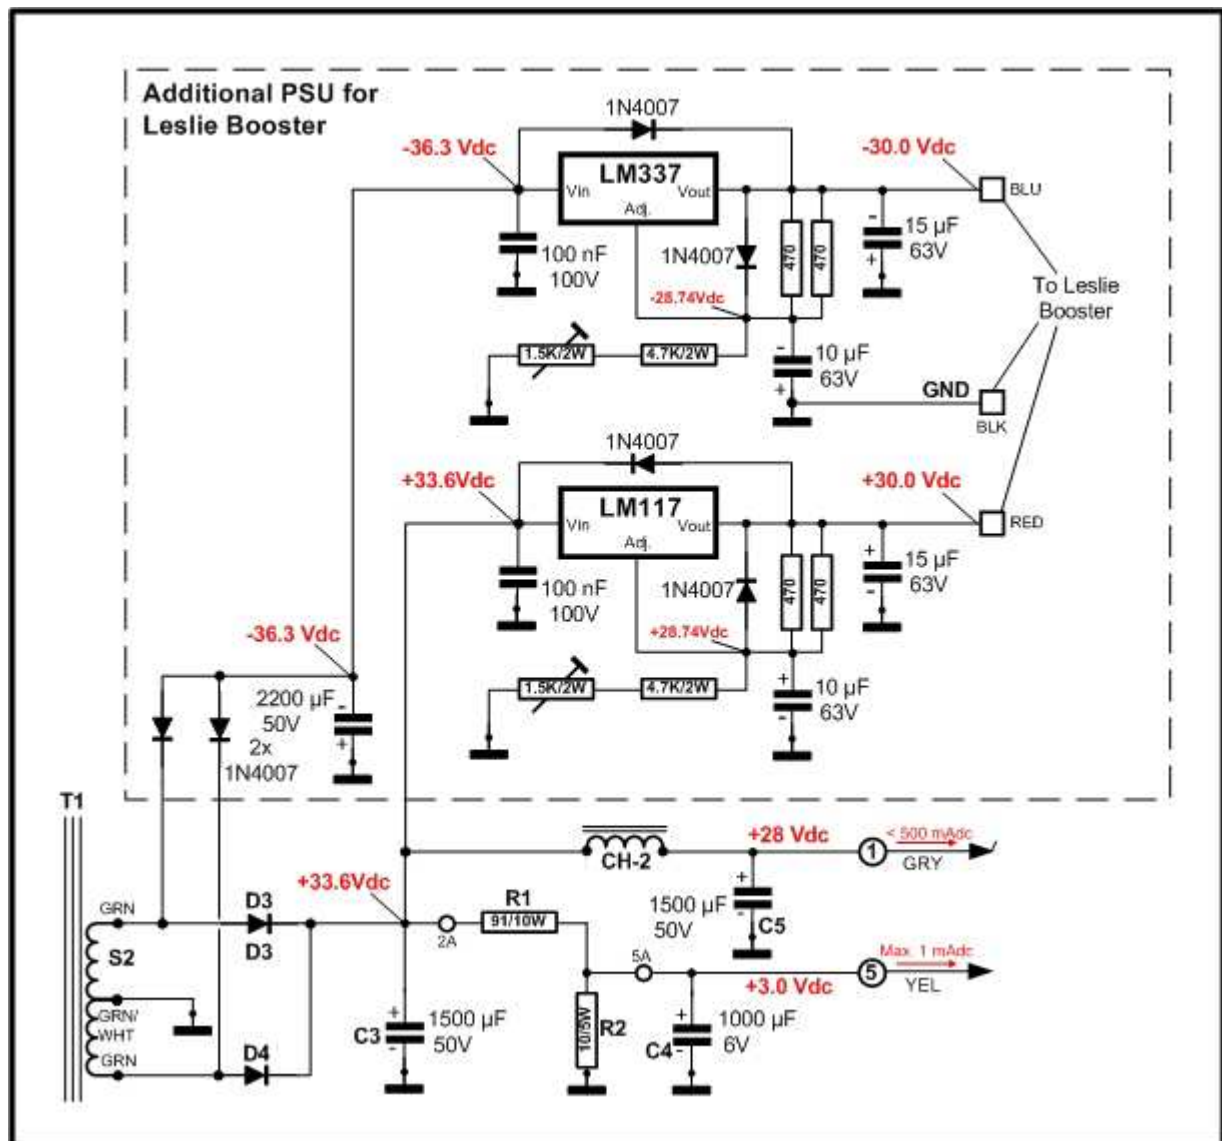 Additional PSU for
Leslie Booster
1N4007
-36.3 Vdc
-30.0 Vdc
LM337
Vin
Vout
Adj.
BLU
100 nF
100V
1N4007
470
470
15 µF
63V
-
+
-28.74Vdc
To Leslie
Booster
1.5K/2W
4.7K/2W
-
+
10 µF
63V
GND
BLK
1N4007
+33.6Vdc
+30.0 Vdc
LM117
Vin
Vout
Adj.
RED
100 nF
100V
1N4007
470
470
+
-
15 µF
63V
+28.74Vdc
-36.3 Vdc
1.5K/2W
4.7K/2W
+
-
10 µF
63V
2200 µF
50V
-
+
2x
1N4007
T1
+28 Vdc
1
< 500 mAdc
GRY
CH-2
+33.6Vdc
GRN
D3
D3
R1
91/10W
2A
1500 µF
50V
+
-
C5
S2
5A
+3.0 Vdc
5
Max. 1 mAdc
YEL
GRN/
WHT
GRN
D4
C3
+
-
1500 µF
50V
10/5W
R2
C4
+
-
1000 µF
6V